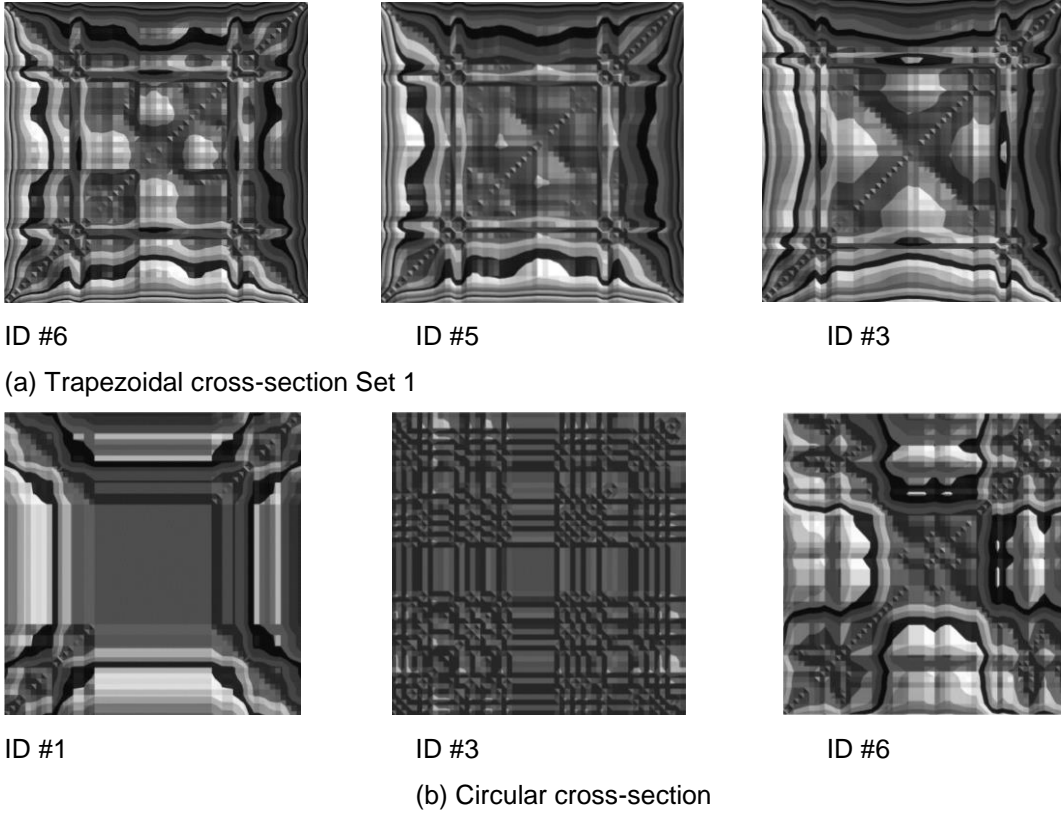 ID #6 ID #5 ID #3
(a) Trapezoidal cross-section Set 1
ID #1 ID #3 ID #6
(b) Circular cross-section